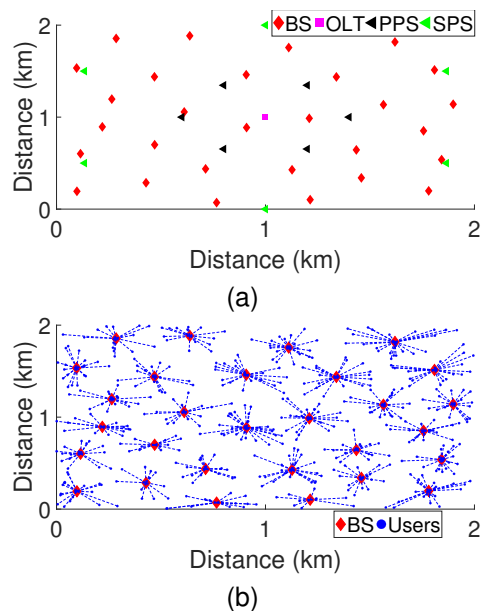 2
BS OLT PPS SPS
Distance (km)
1
0
0 1 2
Distance (km)
(a)
2
Distance (km)
1
0
BS Users
0 1 2
Distance (km)
(b)